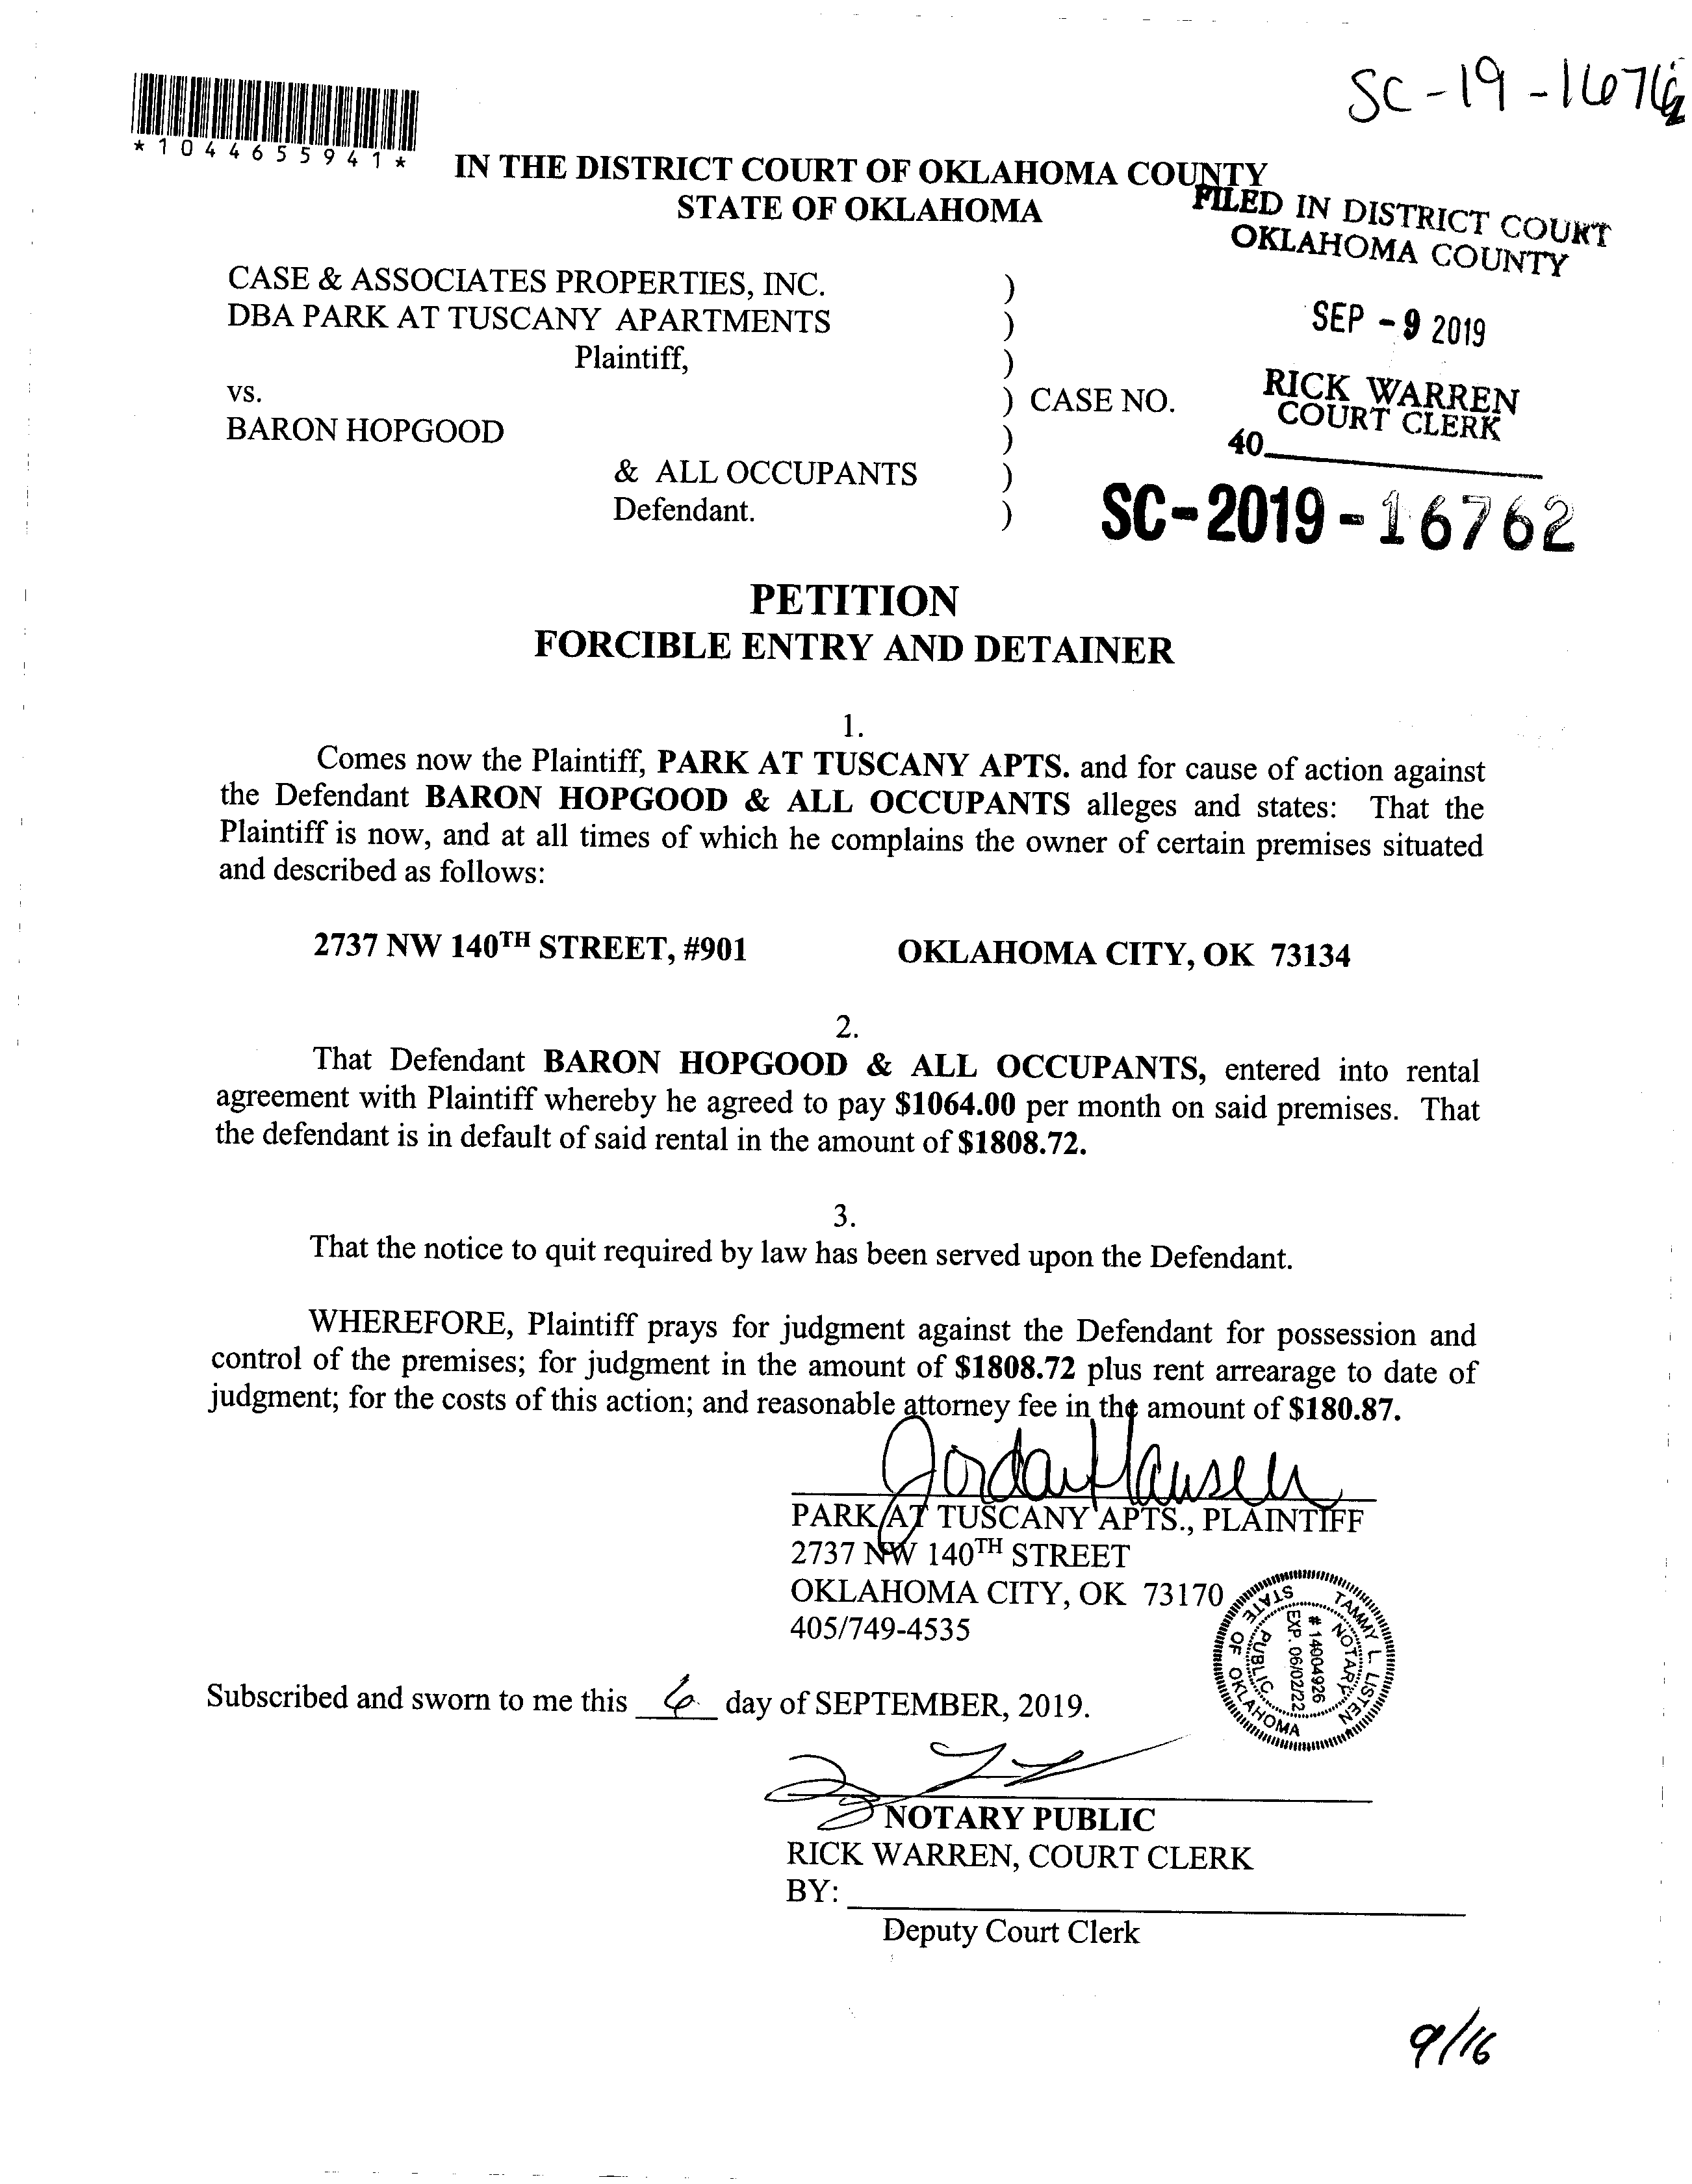 SC-19-1676
*1044655941*
IN THE DISTRICT COURT OF OKLAHOMA COUNTY
STATE OF OKLAHOMA
FILED IN DISTRICT COURT
OKLAHOMA COUNTY
CASE & ASSOCIATES PROPERTIES, INC. )
DBA PARK AT TUSCANY APARTMENTS )
SEP - 9 2019
Plaintiff, )
vs. ) CASE NO.
RICK WARREN
COURT CLERK
BARON HOPGOOD )
40
& ALL OCCUPANTS )
Defendant. )
SC-2019-16762
PETITION
FORCIBLE ENTRY AND DETAINER
1.
Comes now the Plaintiff, PARK AT TUSCANY APTS. and for cause of action against
the Defendant BARON HOPGOOD & ALL OCCUPANTS alleges and states: That the
Plaintiff is now, and at all times of which he complains the owner of certain premises situated
and described as follows:
2737 NW 140TH STREET, #901 OKLAHOMA CITY, OK 73134
2.
That Defendant BARON HOPGOOD & ALL OCCUPANTS, entered into rental
agreement with Plaintiff whereby he agreed to pay $1064.00 per month on said premises. That
the defendant is in default of said rental in the amount of $1808.72.
3.
That the notice to quit required by law has been served upon the Defendant.
WHEREFORE, Plaintiff prays for judgment against the Defendant for possession and
control of the premises; for judgment in the amount of $1808.72 plus rent arrearage to date of
judgment; for the costs of this action; and reasonable attorney fee in the amount of $180.87.
Jordan Hausen
PARK AT TUSCANY APTS., PLAINTIFF
2737 NW 140TH STREET
OKLAHOMA CITY, OK 73170
405/749-4535
TAMMY L. LISTEN
NOTARY
# 14004926
EXP. 06/02/22
PUBLIC
STATE OF OKLAHOMA
Subscribed and sworn to me this 6 day of SEPTEMBER, 2019.
NOTARY PUBLIC
RICK WARREN, COURT CLERK
BY:
Deputy Court Clerk
9/16